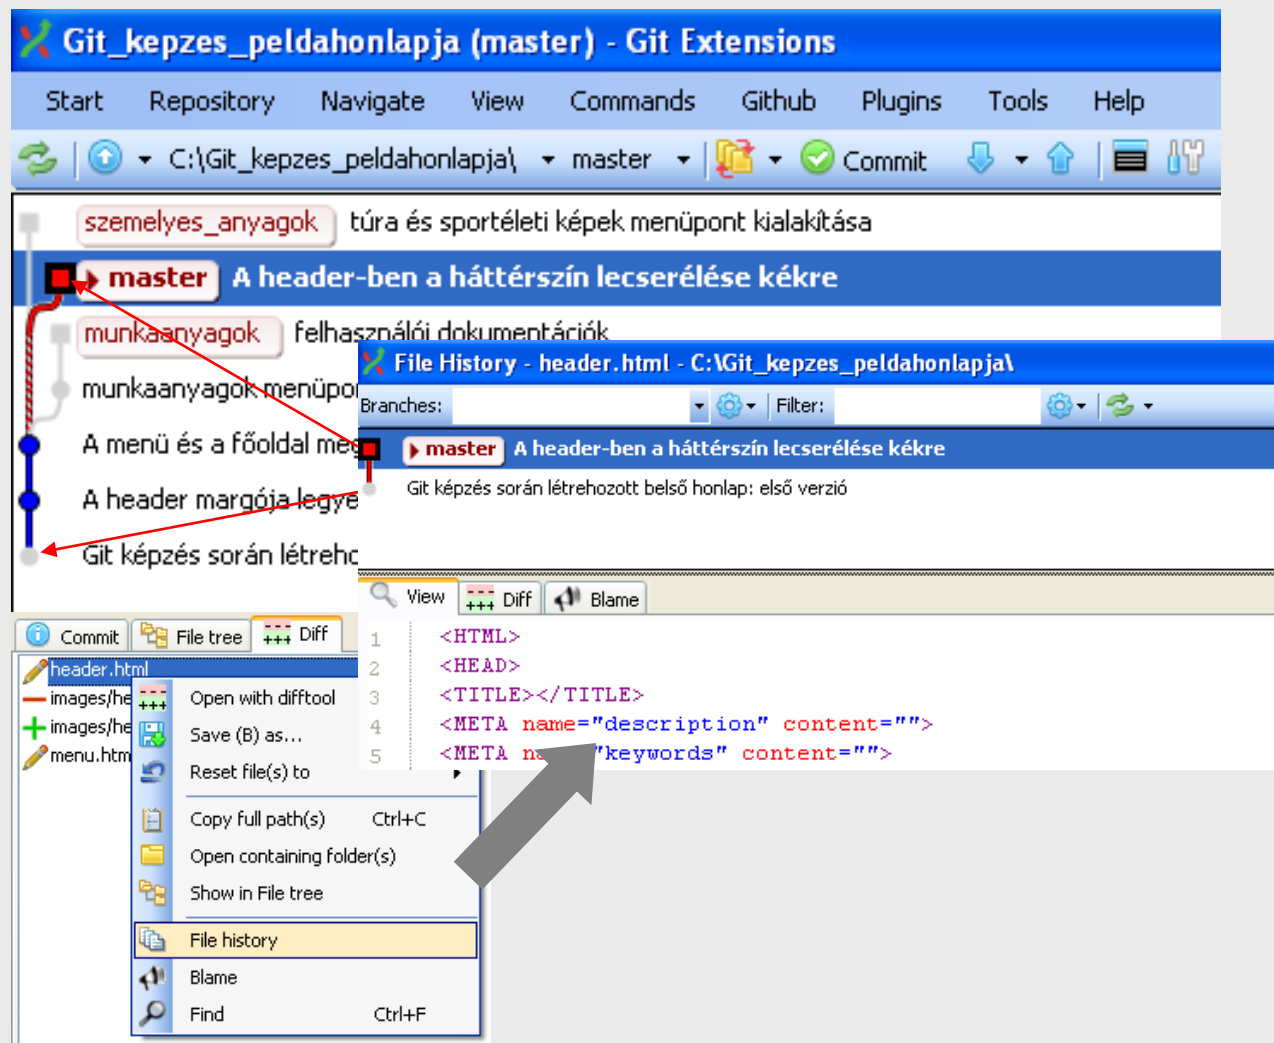 Git_kepzes_peldahonlapja (master) - Git Extensions
Start Repository Navigate View Commands Github Plugins Tools Help
C:\Git_kepzes_peldahonlapja\ master Commit
szemelyes_anyagok túra és sportéleti képek menüpont kialakítása
master A header-ben a háttérszín lecserélése kékre
munkaanyagok felhasználói dokumentációk
munkaanyagok menüpo
A menü és a főoldal meg
A header margója legye
Git képzés során létreho
File History - header.html - C:\Git_kepzes_peldahonlapja\
Branches: Filter:
master A header-ben a háttérszín lecserélése kékre
Git képzés során létrehozott belső honlap: első verzió
View Diff Blame
1 <HTML>
2 <HEAD>
3 <TITLE></TITLE>
4 <META name="description" content="">
5 <META "keywords" content="">
Commit File tree Diff
header.html
images/he
images/he
menu.htm
Open with difftool
Save (B) as...
Reset file(s) to
Copy full path(s) Ctrl+C
Open containing folder(s)
Show in File tree
File history
Blame
Find Ctrl+F